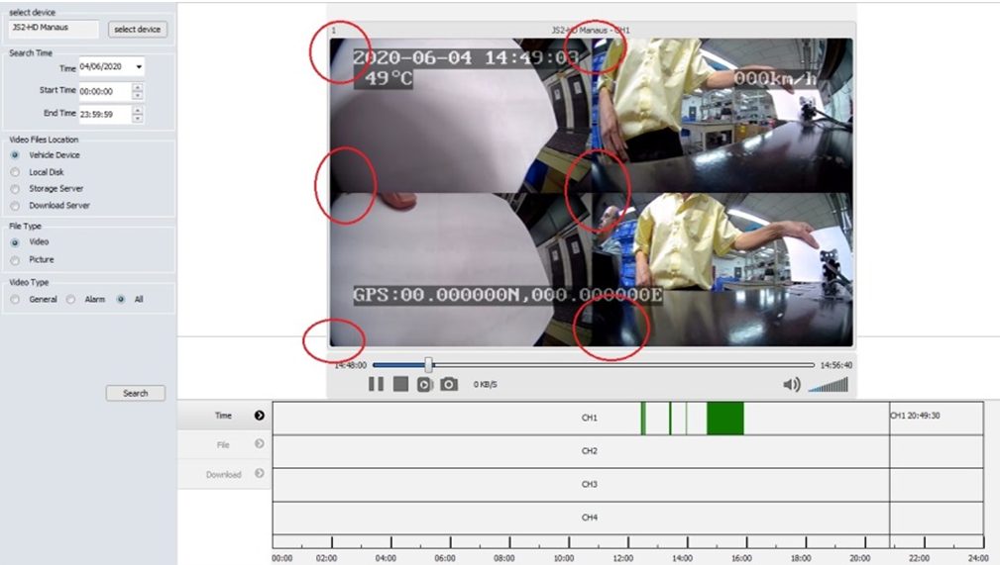 select device
JS2-HD Manaus
select device
Search Time
Time 04/06/2020
Start Time 00:00:00
End Time 23:59:59
Video Files Location
Vehicle Device
Local Disk
Storage Server
Download Server
File Type
Video
Picture
Video Type
General Alarm All
Search
1 JS2-HD Manaus - CH1
2020-06-04 14:49:03
49°C 000km/h
GPS:00.000000N,000.000000E
14:48:00 14:56:40
0 KB/S
Time CH1 CH1 20:49:30
File CH2
Download CH3
CH4
00:00 02:00 04:00 06:00 08:00 10:00 12:00 14:00 16:00 18:00 20:00 22:00 24:00